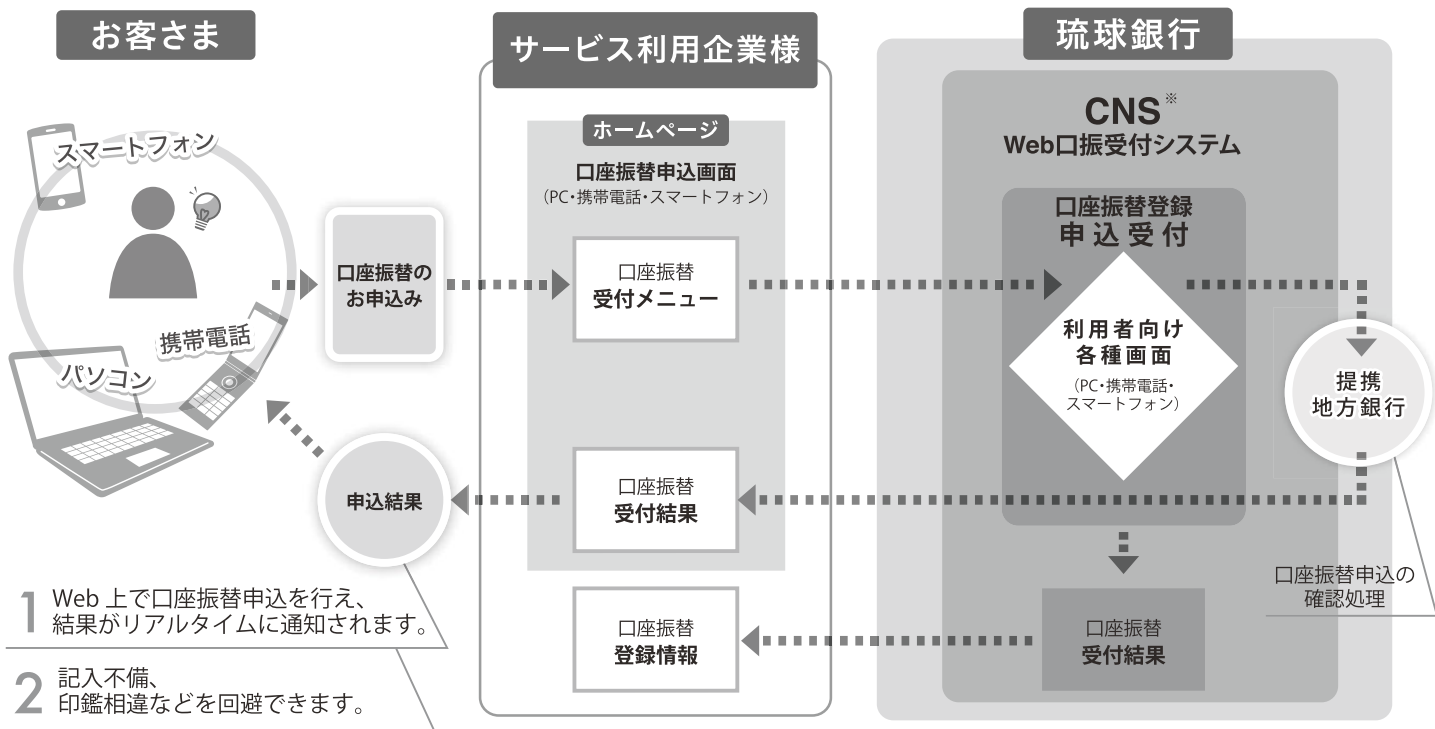 お客さま
スマートフォン
携帯電話
パソコン
口座振替の
お申込み
申込結果
1 Web 上で口座振替申込を行え、
結果がリアルタイムに通知されます。
2 記入不備、
印鑑相違などを回避できます。
サービス利用企業様
ホームページ
口座振替申込画面
（PC・携帯電話・スマートフォン）
口座振替
受付メニュー
口座振替
受付結果
口座振替
登録情報
琉球銀行
CNS※
Web口振受付システム
口座振替登録
申込受付
利用者向け
各種画面
（PC・携帯電話・
スマートフォン）
口座振替
受付結果
提携
地方銀行
口座振替申込の
確認処理